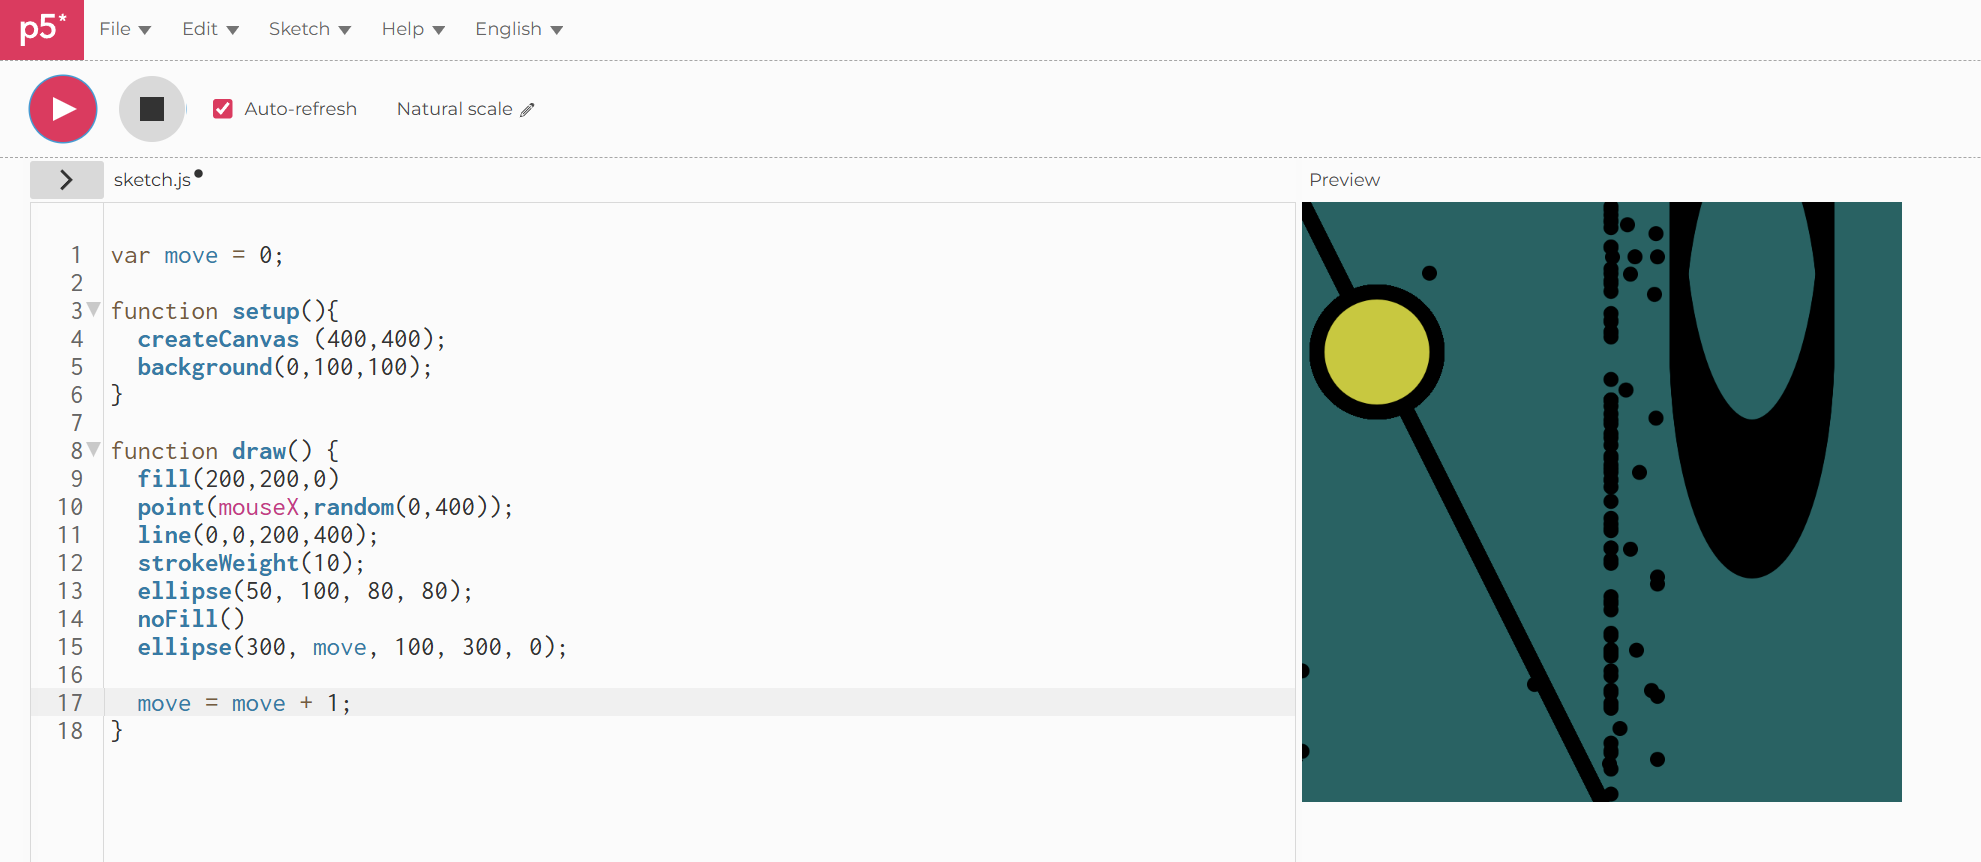 p5*
File Edit Sketch Help English
Auto-refresh Natural scale
sketch.js Preview
1 var move = 0;
2
3 function setup(){
4 createCanvas (400,400);
5 background(0,100,100);
6 }
7
8 function draw() {
9 fill(200,200,0)
10 point(mouseX,random(0,400));
11 line(0,0,200,400);
12 strokeWeight(10);
13 ellipse(50, 100, 80, 80);
14 noFill()
15 ellipse(300, move, 100, 300, 0);
16
17 move = move + 1;
18 }